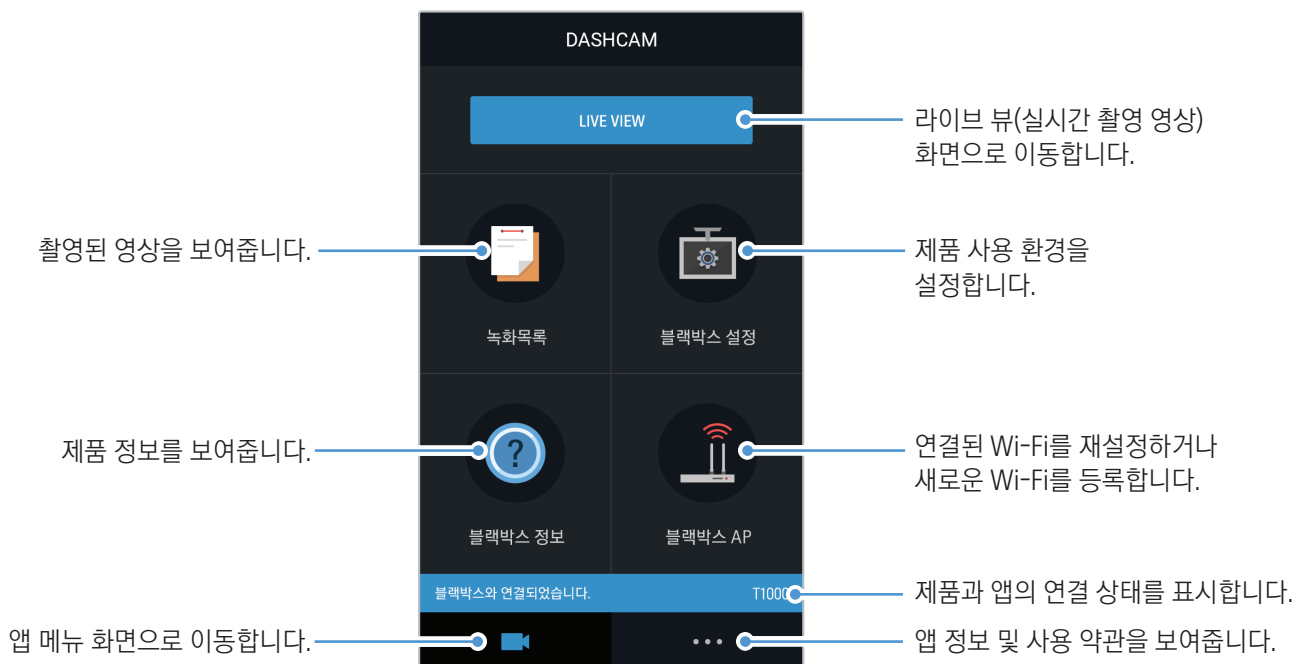 DASHCAM
LIVE VIEW
라이브 뷰(실시간 촬영 영상)
화면으로 이동합니다.
촬영된 영상을 보여줍니다.
제품 사용 환경을
설정합니다.
녹화목록
블랙박스 설정
제품 정보를 보여줍니다.
?
연결된 Wi-Fi를 재설정하거나
새로운 Wi-Fi를 등록합니다.
블랙박스 정보
블랙박스 AP
블랙박스와 연결되었습니다.
T1000
제품과 앱의 연결 상태를 표시합니다.
앱 메뉴 화면으로 이동합니다.
앱 정보 및 사용 약관을 보여줍니다.